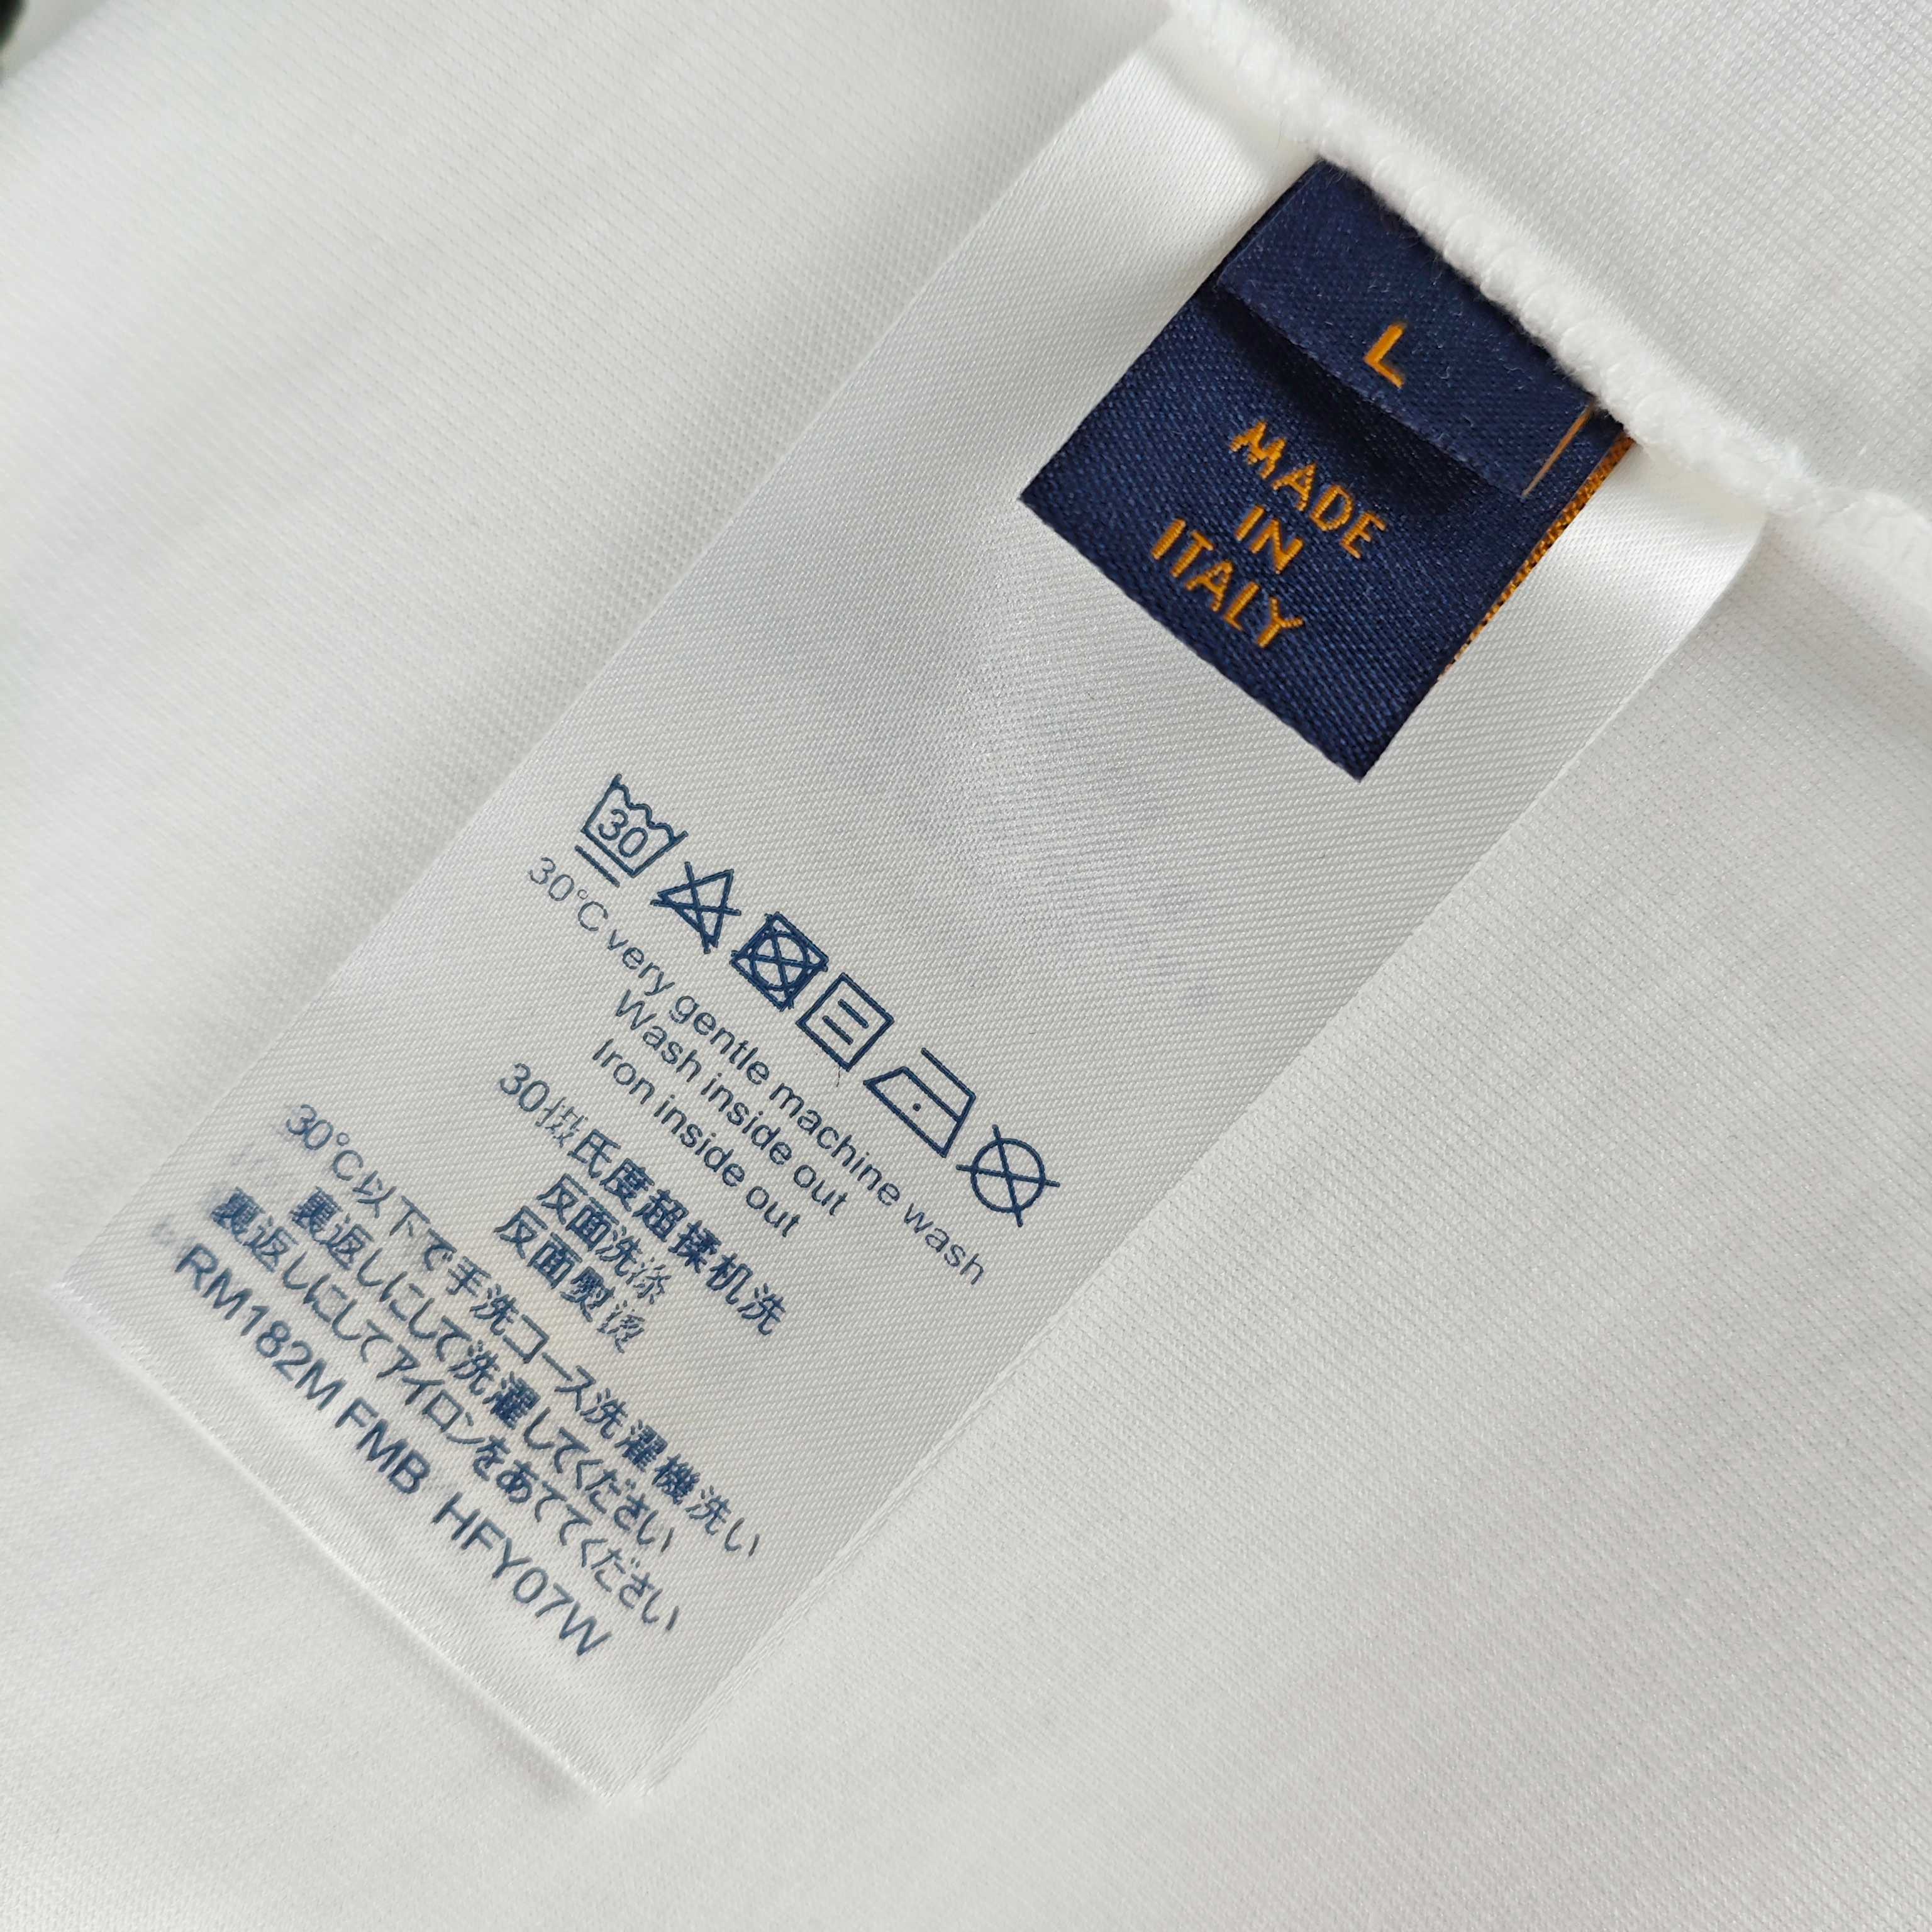 L
MADE
IN
ITALY
30
30°C very gentle machine wash
Wash inside out
Iron inside out
30摄氏度超揉机洗
反面洗涤
反面熨烫
30°C以下で手洗コース洗濯機洗い
裏返しにして洗濯してください
裏返しにしてアイロンをあててください
RM182M FMB HFY07W